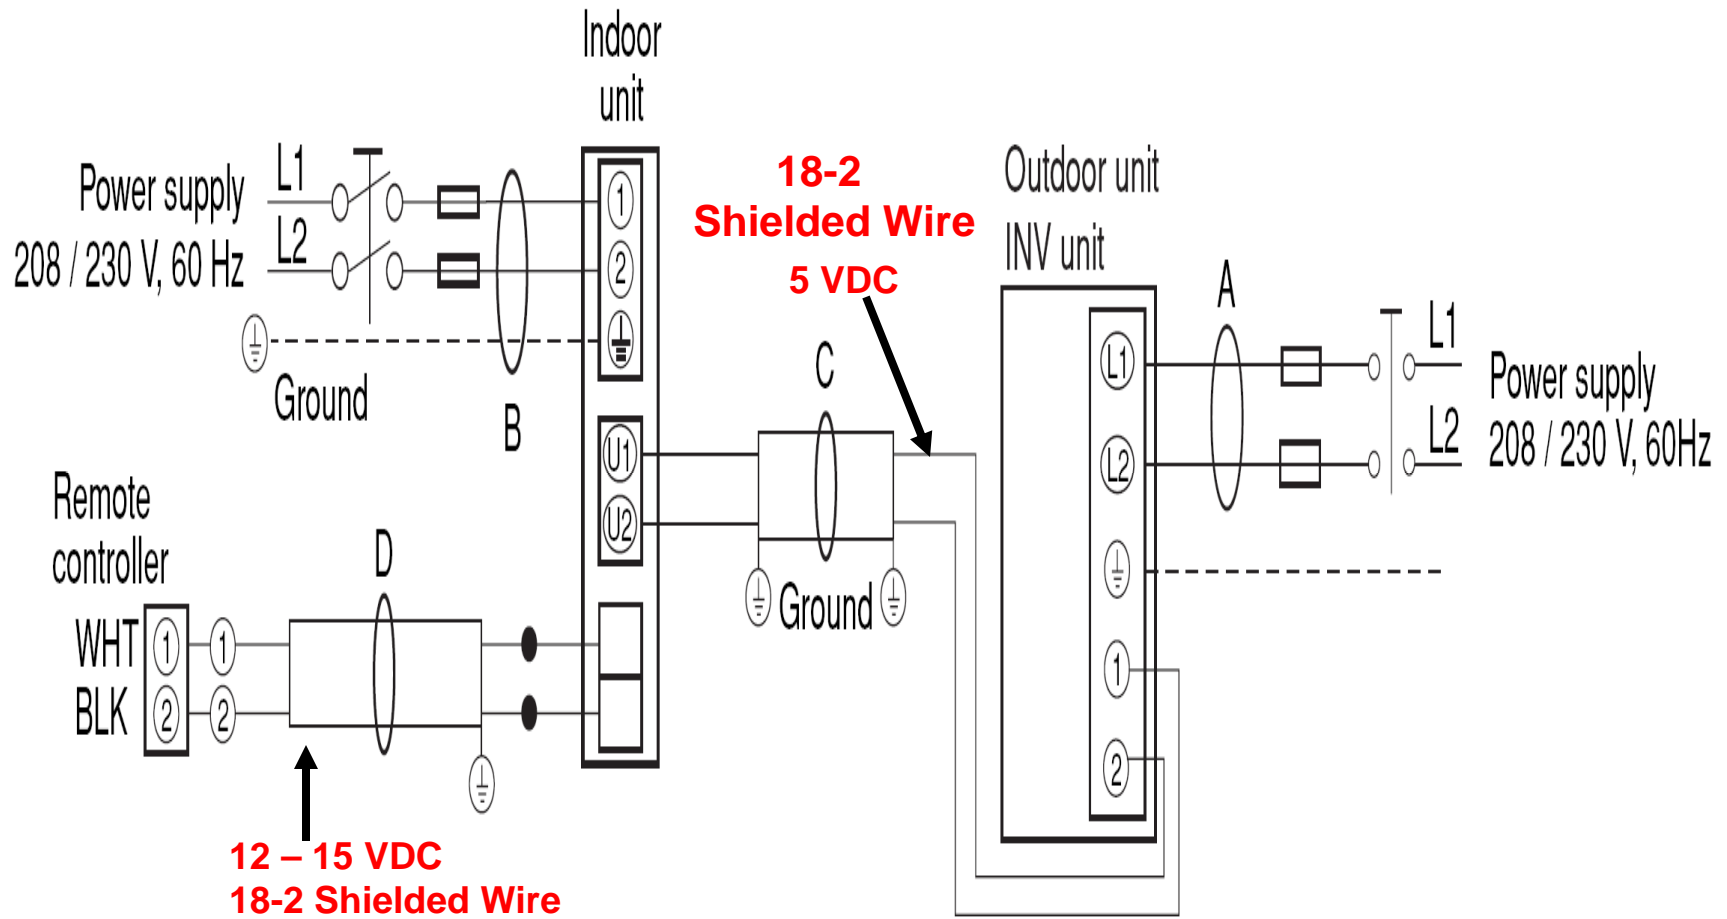 Indoor
unit
Power supply
208 / 230 V, 60 Hz
L1
L2
Ground
B
1
2
U1
U2
18-2
Shielded Wire
5 VDC
C
Ground
Outdoor unit
INV unit
L1
L2
1
2
A
L1
L2
Power supply
208 / 230 V, 60Hz
Remote
controller
WHT 1 1
BLK 2 2
D
12 – 15 VDC
18-2 Shielded Wire